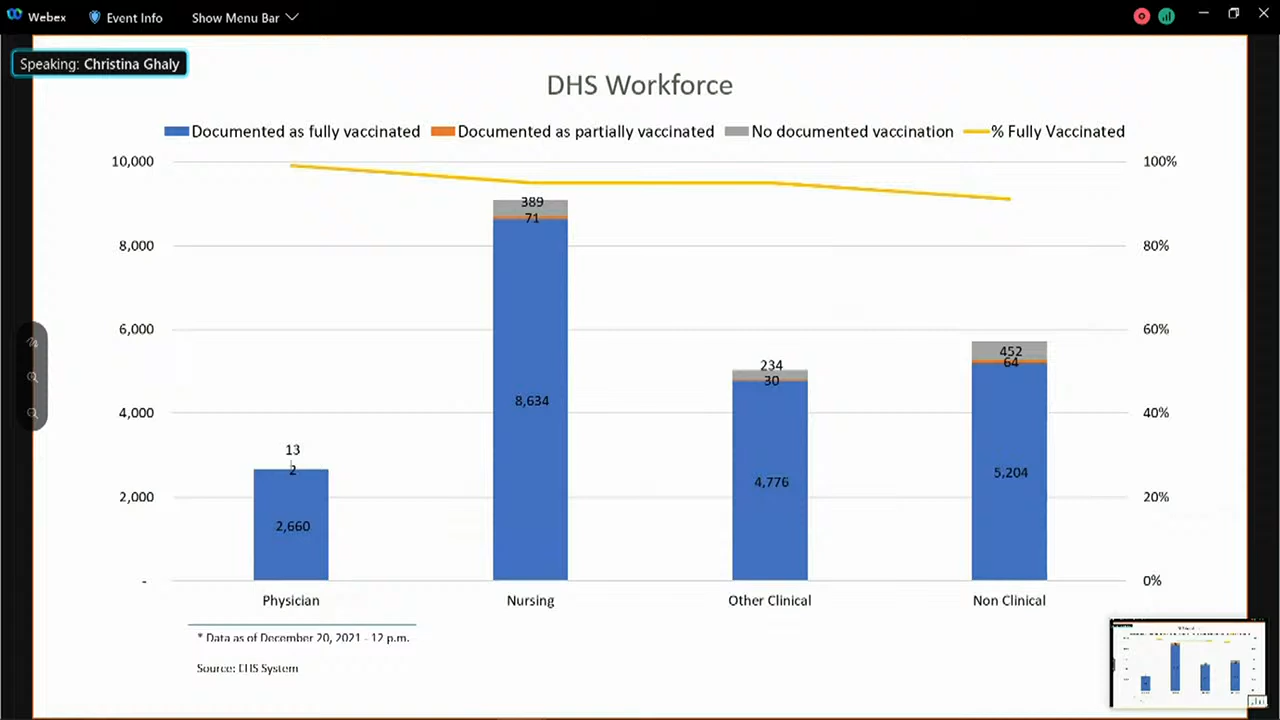 Webex Event Info Show Menu Bar
Speaking: Christina Ghaly
DHS Workforce
Documented as fully vaccinated Documented as partially vaccinated No documented vaccination % Fully Vaccinated
10,000 100%
389
71
8,000 80%
6,000 60%
452
64
234
30
8,634
4,000 40%
13
2
5,204
4,776
2,000 20%
2,660
- 0%
Physician Nursing Other Clinical Non Clinical
* Data as of December 20, 2021 - 12 p.m.
Source: DHS System